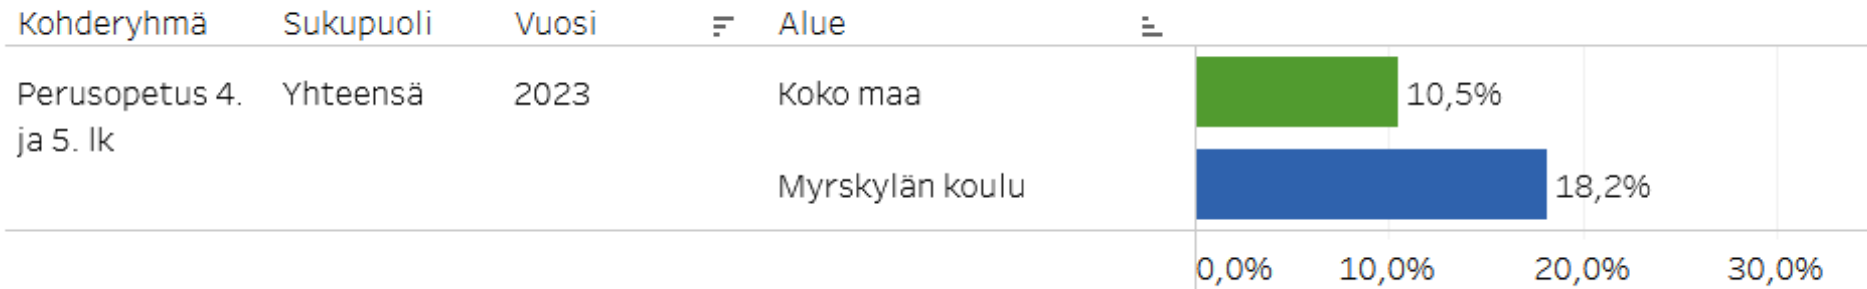 Kohderyhmä Sukupuoli Vuosi Alue
Perusopetus 4. Yhteensä 2023 Koko maa 10,5%
ja 5. lk
Myrskylän koulu 18,2%
0,0% 10,0% 20,0% 30,0%